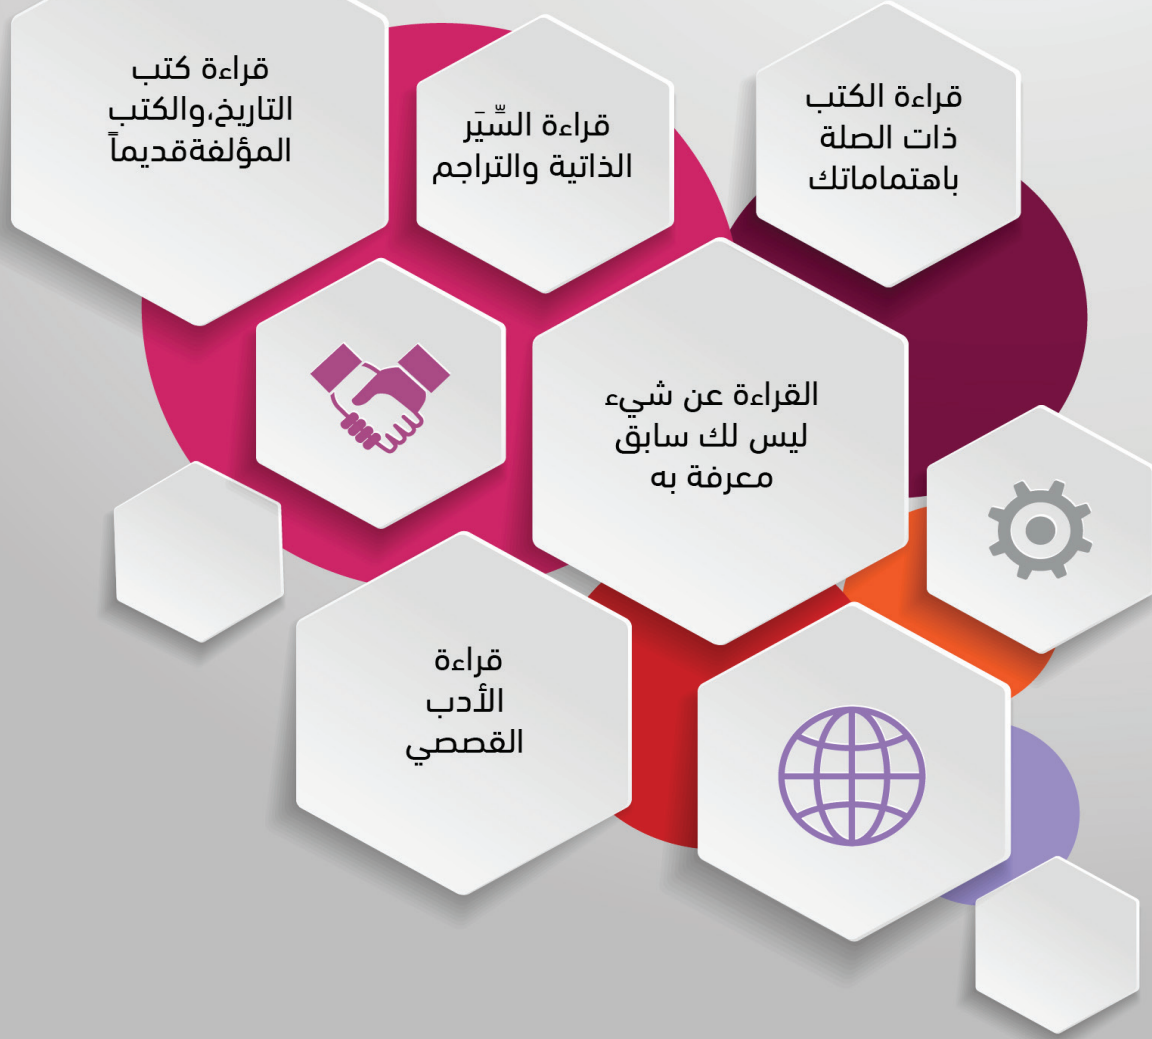 قراءة الكتب
ذات الصلة
باهتماماتك
قراءة السِّيَر
الذاتية والتراجم
قراءة كتب
التاريخ،والكتب
المؤلفةقديماً
القراءة عن شيء
ليس لك سابق
معرفة به
قراءة
الأدب
القصصي